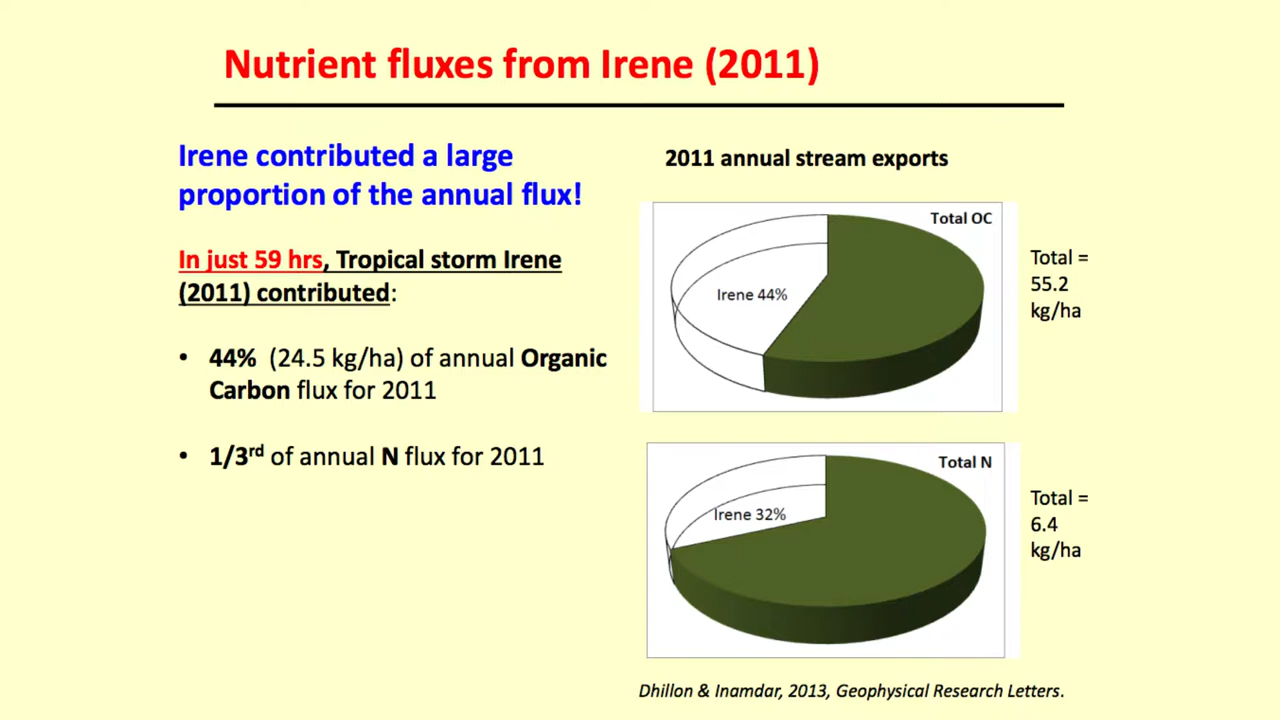 Nutrient fluxes from Irene (2011)
Irene contributed a large
proportion of the annual flux!
In just 59 hrs, Tropical storm Irene
(2011) contributed:
• 44% (24.5 kg/ha) of annual Organic
Carbon flux for 2011
• 1/3rd of annual N flux for 2011
2011 annual stream exports
Total OC
Irene 44%
Total =
55.2
kg/ha
Total N
Irene 32%
Total =
6.4
kg/ha
Dhillon & Inamdar, 2013, Geophysical Research Letters.